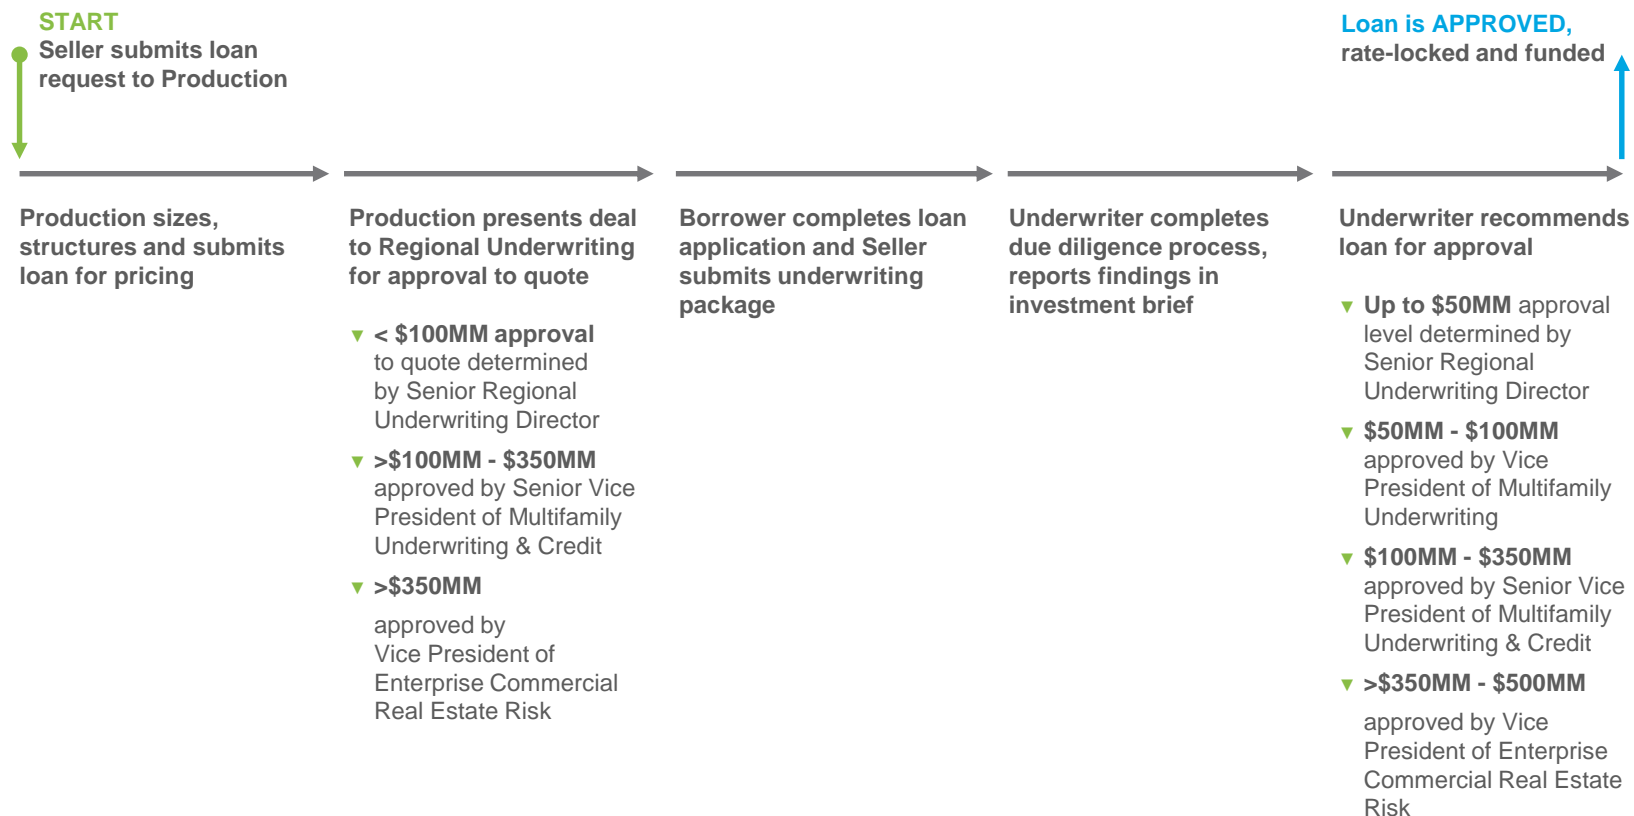 START
Seller submits loan
request to Production
Loan is APPROVED,
rate-locked and funded
Production sizes,
structures and submits
loan for pricing
Production presents deal
to Regional Underwriting
for approval to quote
▼ < $100MM approval
to quote determined
by Senior Regional
Underwriting Director
▼ >$100MM - $350MM
approved by Senior Vice
President of Multifamily
Underwriting & Credit
▼ >$350MM
approved by
Vice President of
Enterprise Commercial
Real Estate Risk
Borrower completes loan
application and Seller
submits underwriting
package
Underwriter completes
due diligence process,
reports findings in
investment brief
Underwriter recommends
loan for approval
▼ Up to $50MM approval
level determined by
Senior Regional
Underwriting Director
▼ $50MM - $100MM
approved by Vice
President of Multifamily
Underwriting
▼ $100MM - $350MM
approved by Senior Vice
President of Multifamily
Underwriting & Credit
▼ >$350MM - $500MM
approved by Vice
President of Enterprise
Commercial Real Estate
Risk